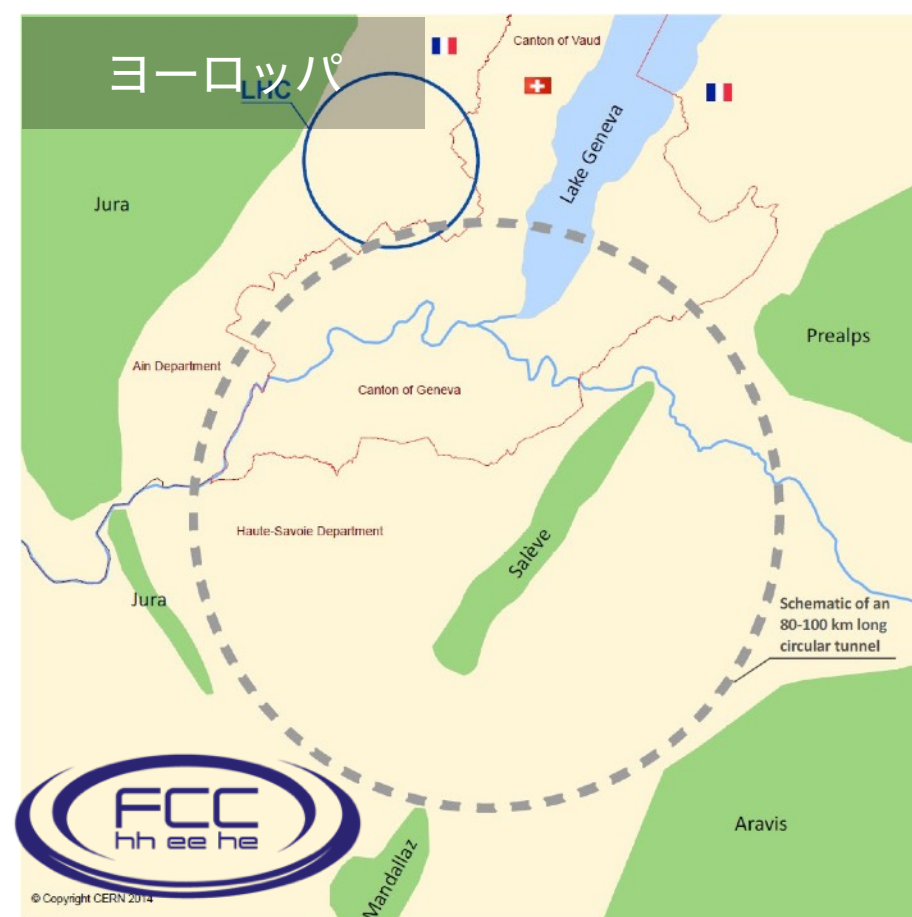 ヨーロッパ
LHC
Canton of Vaud
Lake Geneva
Jura
Prealps
Ain Department
Canton of Geneva
Haute-Savoie Department
Salève
Jura
Schematic of an
80-100 km long
circular tunnel
FCC
hh ee he
Aravis
Mandallaz
© Copyright CERN 2014